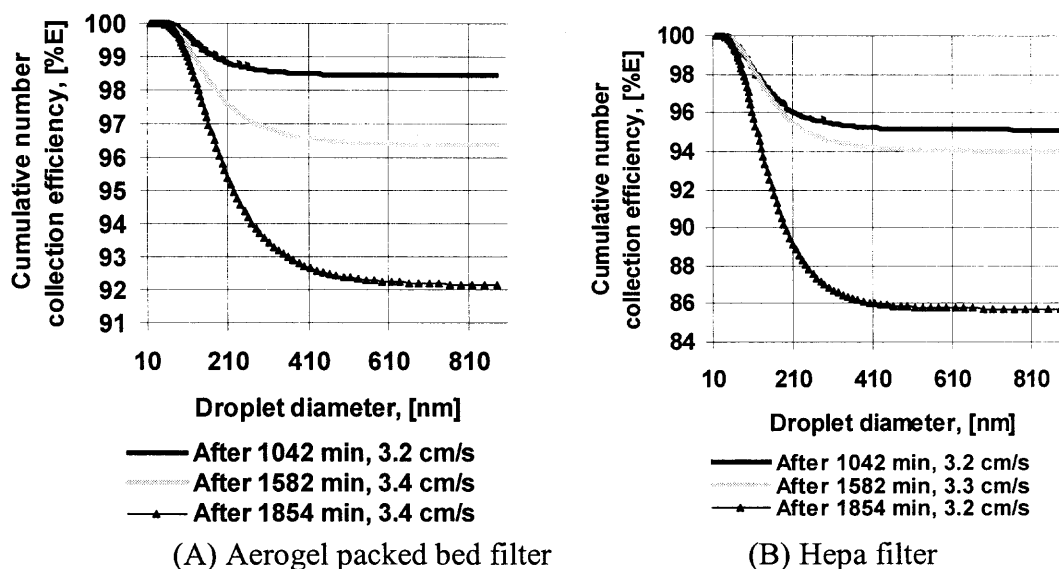 Cumulative number
collection efficiency, [%E]
100
99
98
97
96
95
94
93
92
91
10 210 410 610 810
Droplet diameter, [nm]
After 1042 min, 3.2 cm/s
After 1582 min, 3.4 cm/s
After 1854 min, 3.4 cm/s
(A) Aerogel packed bed filter
Cumulative number
collection efficiency, [%E]
100
98
96
94
92
90
88
86
84
10 210 410 610 810
Droplet diameter, [nm]
After 1042 min, 3.2 cm/s
After 1582 min, 3.3 cm/s
After 1854 min, 3.2 cm/s
(B) Hepa filter